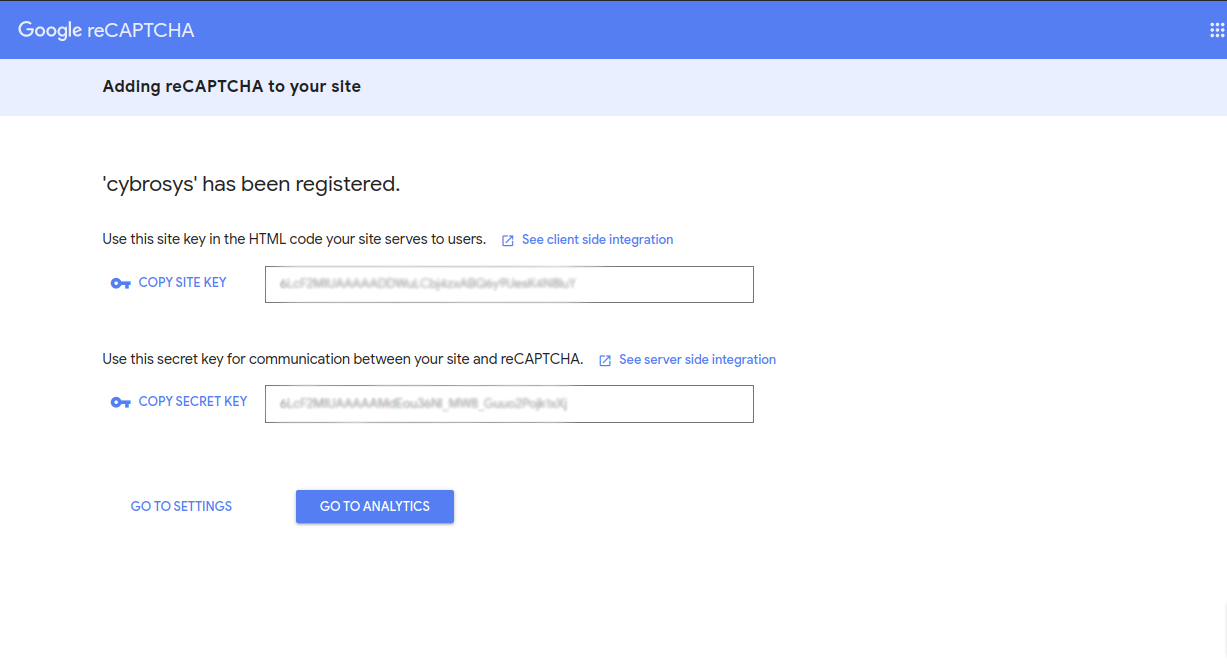 Google reCAPTCHA
Adding reCAPTCHA to your site
'cybrosys' has been registered.
Use this site key in the HTML code your site serves to users. See client side integration
COPY SITE KEY
Use this secret key for communication between your site and reCAPTCHA. See server side integration
COPY SECRET KEY
GO TO SETTINGS GO TO ANALYTICS